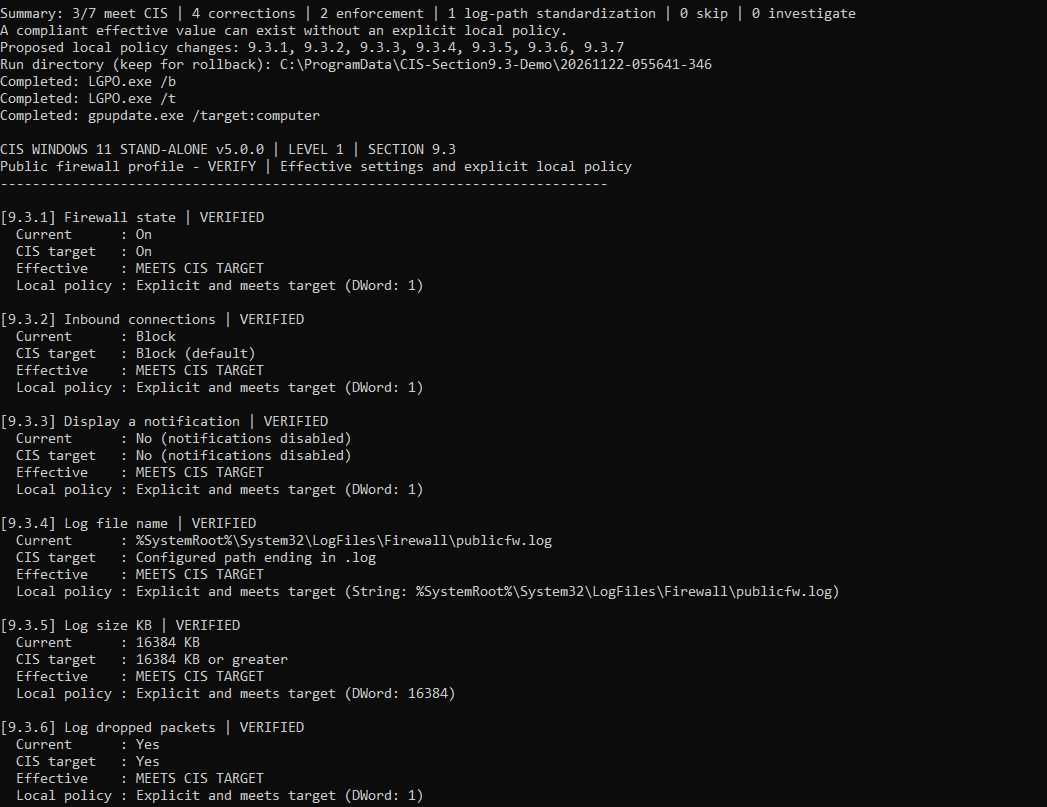 Summary: 3/7 meet CIS | 4 corrections | 2 enforcement | 1 log-path standardization | 0 skip | 0 investigate
A compliant effective value can exist without an explicit local policy.
Proposed local policy changes: 9.3.1, 9.3.2, 9.3.3, 9.3.4, 9.3.5, 9.3.6, 9.3.7
Run directory (keep for rollback): C:\ProgramData\CIS-Section9.3-Demo\20261122-055641-346
Completed: LGPO.exe /b
Completed: LGPO.exe /t
Completed: gpupdate.exe /target:computer
CIS WINDOWS 11 STAND-ALONE v5.0.0 | LEVEL 1 | SECTION 9.3
Public firewall profile - VERIFY | Effective settings and explicit local policy
----------------------------------------------------------------------------
[9.3.1] Firewall state | VERIFIED
  Current      : On
  CIS target   : On
  Effective    : MEETS CIS TARGET
  Local policy : Explicit and meets target (DWord: 1)
[9.3.2] Inbound connections | VERIFIED
  Current      : Block
  CIS target   : Block (default)
  Effective    : MEETS CIS TARGET
  Local policy : Explicit and meets target (DWord: 1)
[9.3.3] Display a notification | VERIFIED
  Current      : No (notifications disabled)
  CIS target   : No (notifications disabled)
  Effective    : MEETS CIS TARGET
  Local policy : Explicit and meets target (DWord: 1)
[9.3.4] Log file name | VERIFIED
  Current      : %SystemRoot%\System32\LogFiles\Firewall\publicfw.log
  CIS target   : Configured path ending in .log
  Effective    : MEETS CIS TARGET
  Local policy : Explicit and meets target (String: %SystemRoot%\System32\LogFiles\Firewall\publicfw.log)
[9.3.5] Log size KB | VERIFIED
  Current      : 16384 KB
  CIS target   : 16384 KB or greater
  Effective    : MEETS CIS TARGET
  Local policy : Explicit and meets target (DWord: 16384)
[9.3.6] Log dropped packets | VERIFIED
  Current      : Yes
  CIS target   : Yes
  Effective    : MEETS CIS TARGET
  Local policy : Explicit and meets target (DWord: 1)